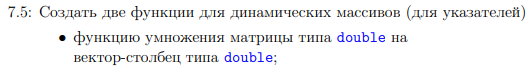 7.5: Создать две функции для динамических массивов (для указателей)
• функцию умножения матрицы типа double на
вектор-столбец типа double;